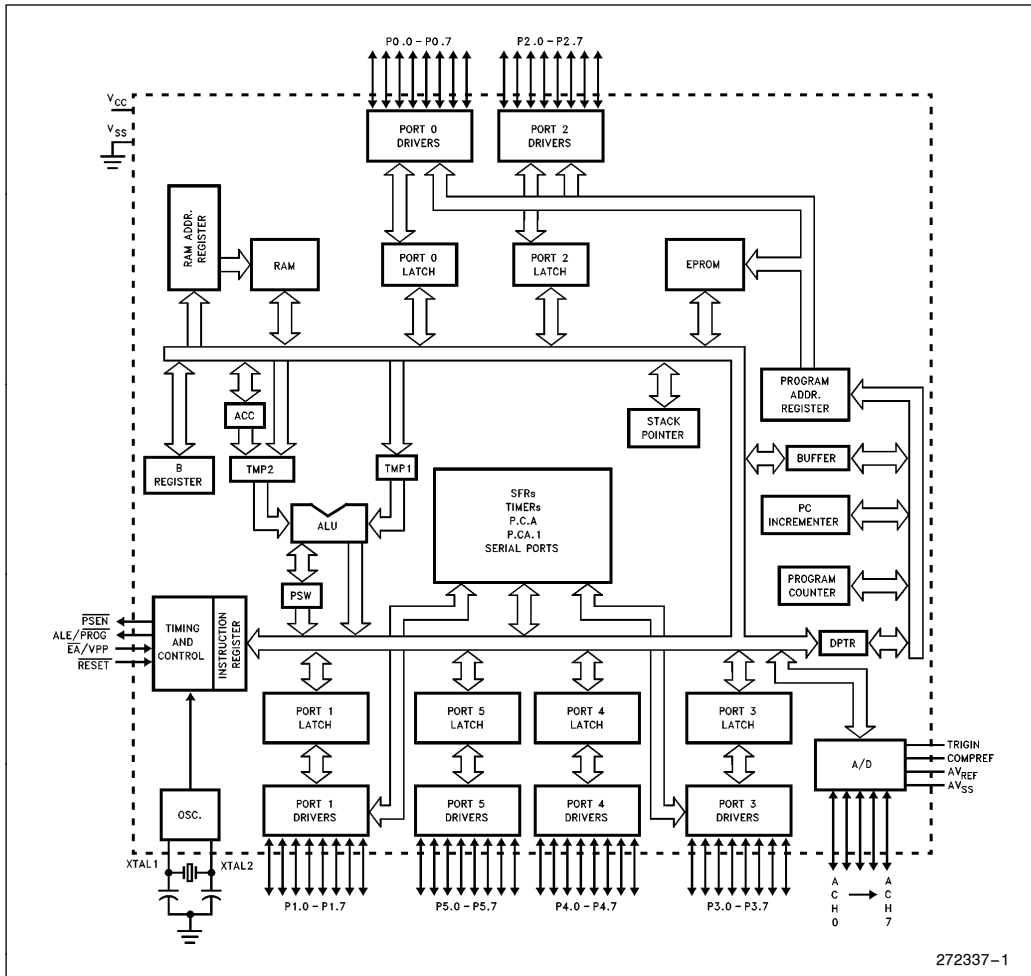 P0.0–P0.7
P2.0–P2.7
VCC
VSS
PORT 0
DRIVERS
PORT 2
DRIVERS
RAM ADDR.
REGISTER
RAM
PORT 0
LATCH
PORT 2
LATCH
EPROM
PROGRAM
ADDR.
REGISTER
ACC
STACK
POINTER
B
REGISTER
TMP2
TMP1
BUFFER
SFRs
TIMERs
P.C.A
P.CA.1
SERIAL PORTS
ALU
PC
INCREMENTER
PSW
PROGRAM
COUNTER
PSEN
ALE/PROG
EA/VPP
RESET
TIMING
AND
CONTROL
INSTRUCTION
REGISTER
DPTR
PORT 1
LATCH
PORT 5
LATCH
PORT 4
LATCH
PORT 3
LATCH
A/D
TRIGIN
COMPREF
AVREF
AVSS
OSC.
PORT 1
DRIVERS
PORT 5
DRIVERS
PORT 4
DRIVERS
PORT 3
DRIVERS
XTAL1
XTAL2
P1.0–P1.7
P5.0–P5.7
P4.0–P4.7
P3.0–P3.7
ACH0
ACH7
272337–1